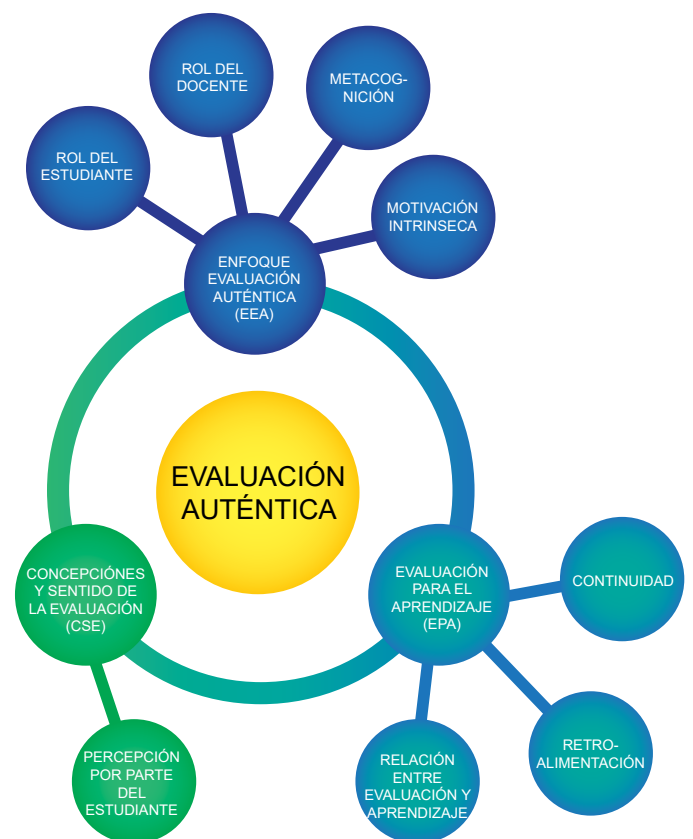 ROL DEL
DOCENTE
METACOG-
NICIÓN
ROL DEL
ESTUDIANTE
MOTIVACIÓN
INTRINSECA
ENFOQUE
EVALUACIÓN
AUTÉNTICA
(EEA)
EVALUACIÓN
AUTÉNTICA
CONCEPCIÓNES
Y SENTIDO DE
LA EVALUACIÓN
(CSE)
EVALUACIÓN
PARA EL
APRENDIZAJE
(EPA)
CONTINUIDAD
PERCEPCIÓN
POR PARTE
DEL
ESTUDIANTE
RELACIÓN
ENTRE
EVALUACIÓN Y
APRENDIZAJE
RETRO-
ALIMENTACIÓN